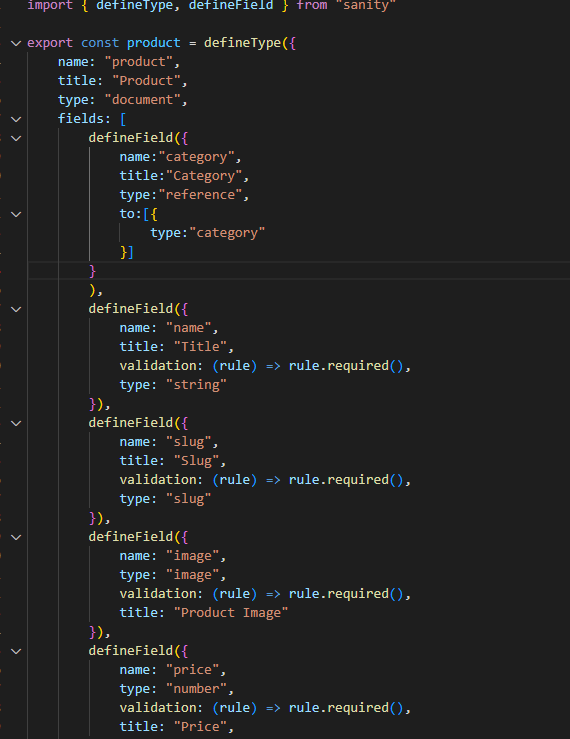 import { defineType, defineField } from "sanity"
export const product = defineType({
name: "product",
title: "Product",
type: "document",
fields: [
defineField({
name:"category",
title:"Category",
type:"reference",
to:[{
type:"category"
}]
}
),
defineField({
name: "name",
title: "Title",
validation: (rule) => rule.required(),
type: "string"
}),
defineField({
name: "slug",
title: "Slug",
validation: (rule) => rule.required(),
type: "slug"
}),
defineField({
name: "image",
type: "image",
validation: (rule) => rule.required(),
title: "Product Image"
}),
defineField({
name: "price",
type: "number",
validation: (rule) => rule.required(),
title: "Price",